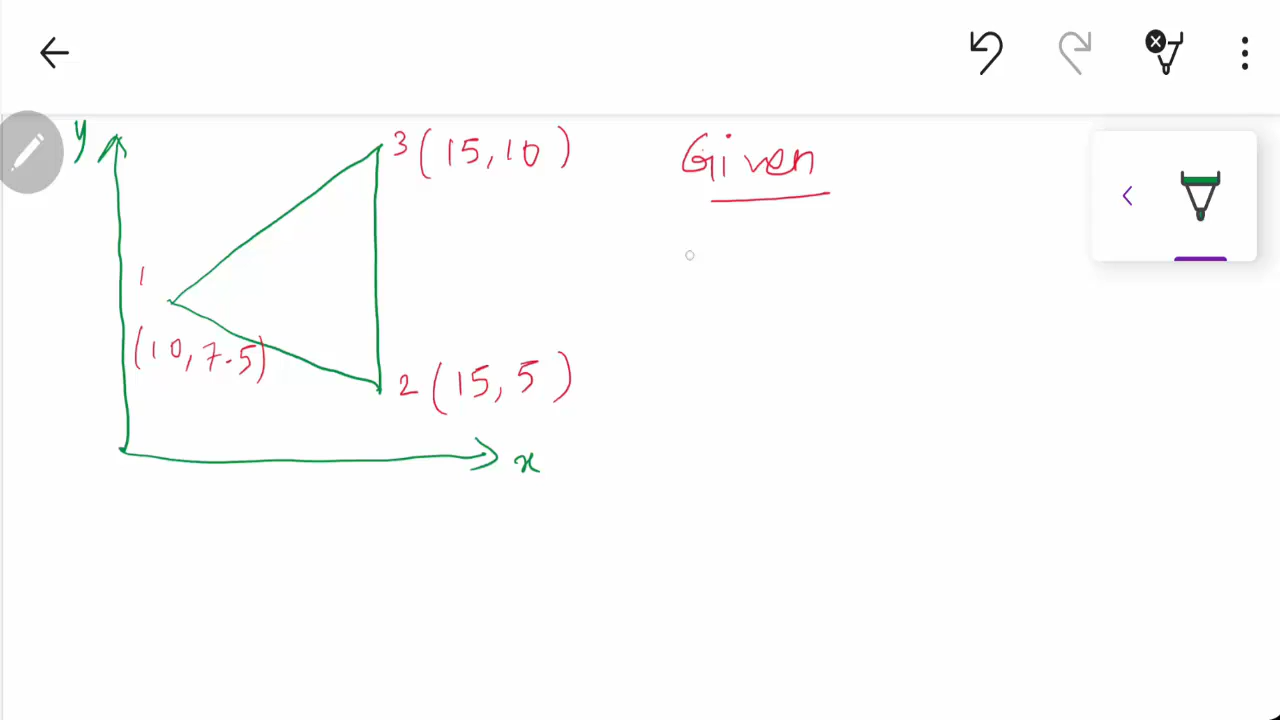 y
3 (15, 10)
Given
1
(10, 7.5)
2 (15, 5)
x